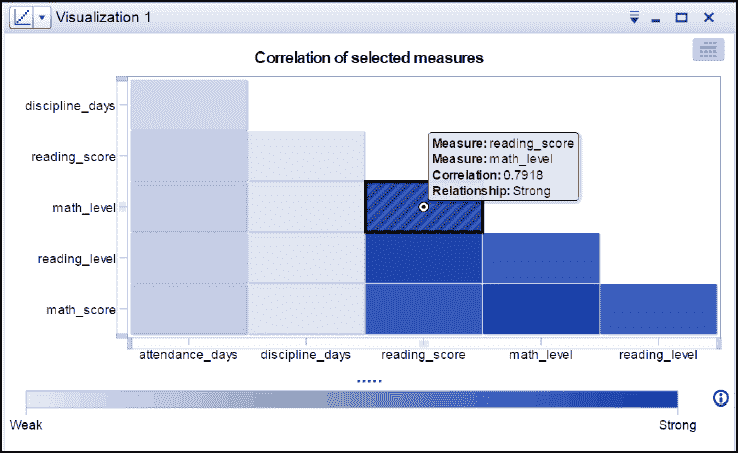 Visualization 1
Correlation of selected measures
discipline_days
reading_score
math_level
reading_level
math_score
Measure: reading_score
Measure: math_level
Correlation: 0.7918
Relationship: Strong
attendance_days discipline_days reading_score math_level reading_level
Weak Strong